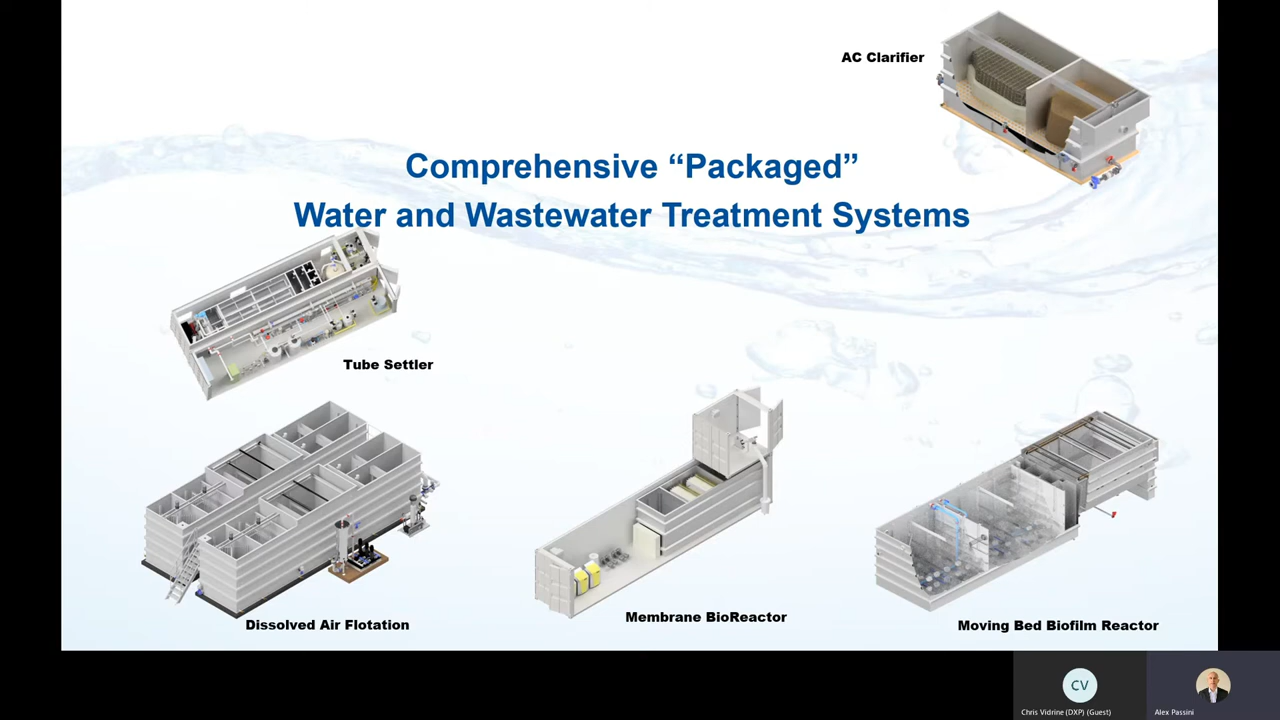 AC Clarifier
Comprehensive “Packaged”
Water and Wastewater Treatment Systems
Tube Settler
Dissolved Air Flotation
Membrane BioReactor
Moving Bed Biofilm Reactor
CV
Chris Vidrine (DXP) (Guest)
Alex Passini